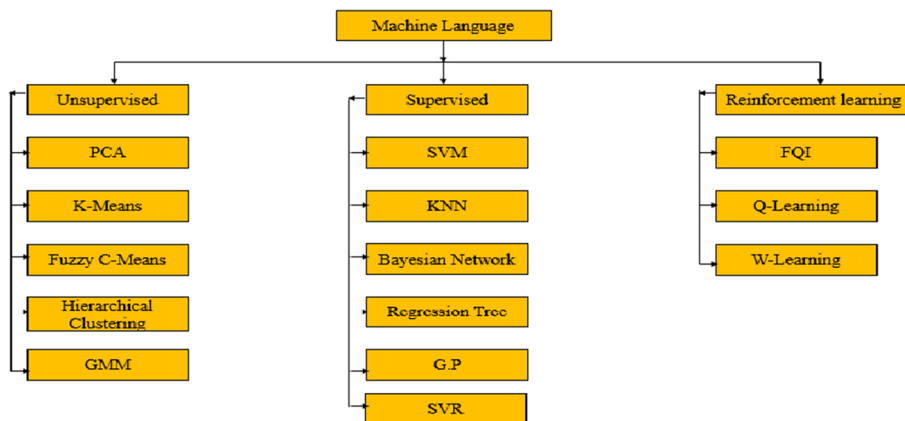 Machine Language
Unsupervised
PCA
K-Means
Fuzzy C-Means
Hierarchical
Clustering
GMM
Supervised
SVM
KNN
Bayesian Network
Regression Tree
G.P
SVR
Reinforcement learning
FQI
Q-Learning
W-Learning